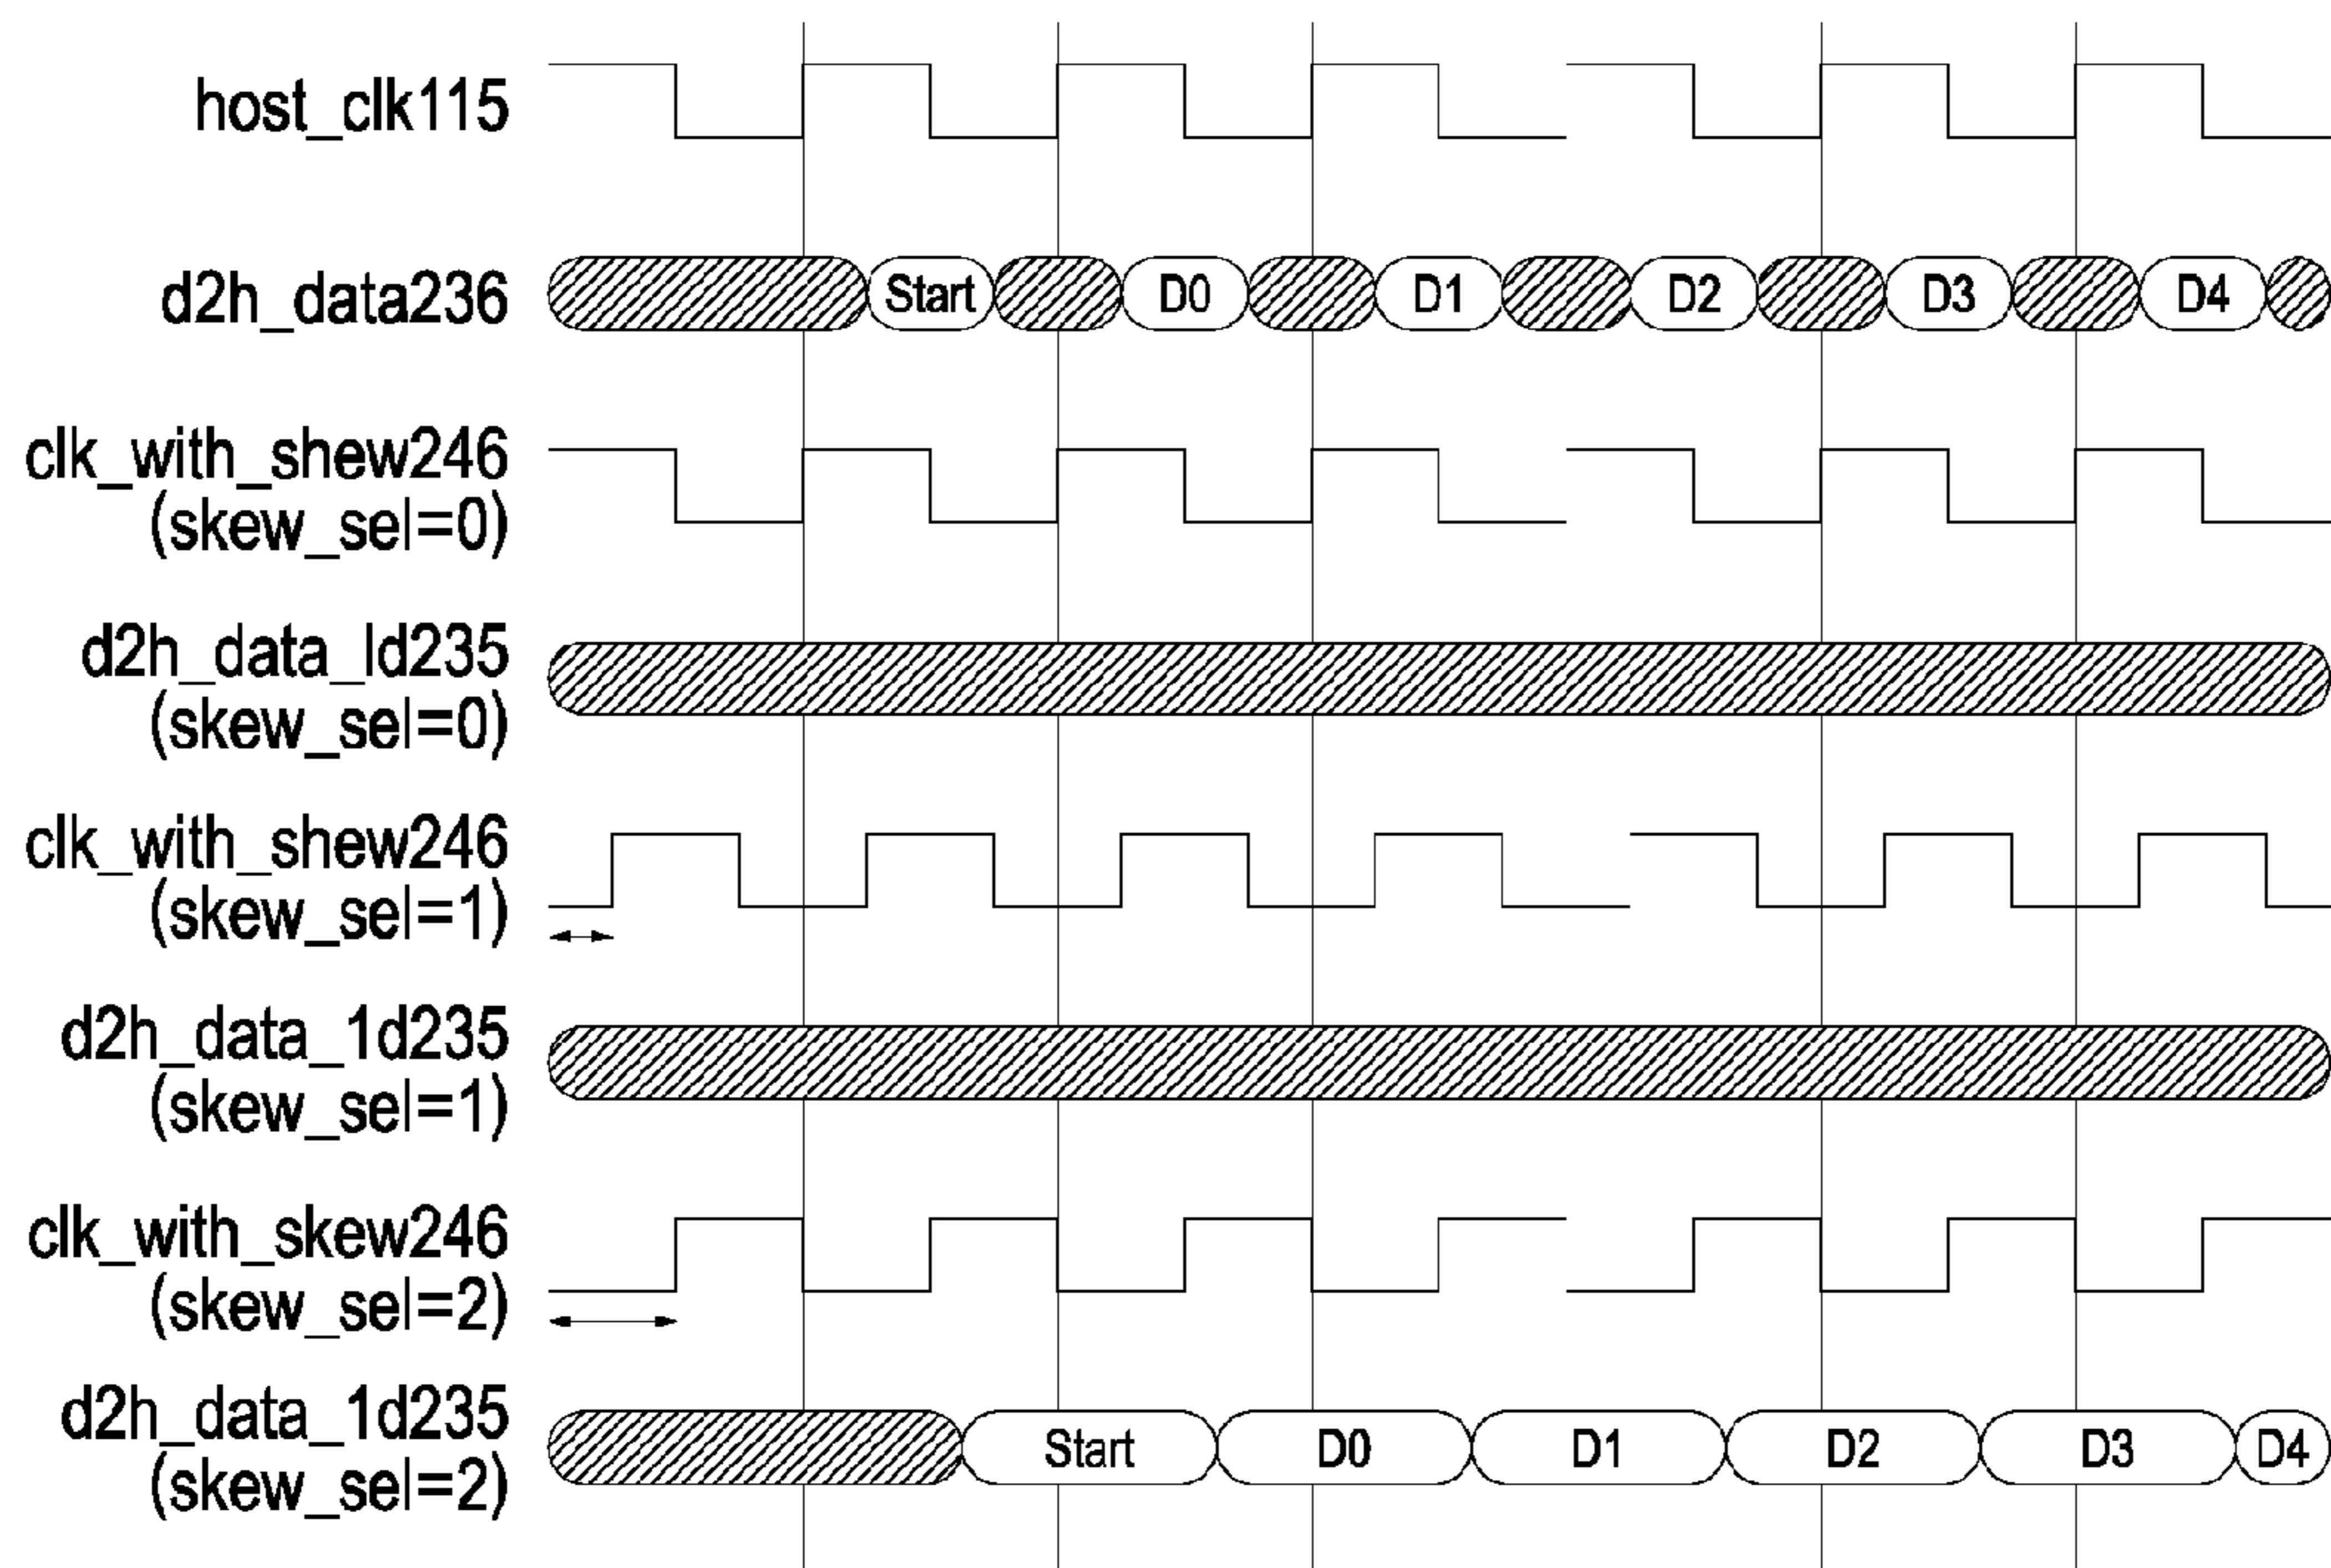 host_clk115
d2h_data236
Start D0 D1 D2 D3 D4
clk_with_shew246
(skew_sel=0)
d2h_data_ld235
(skew_sel=0)
clk_with_shew246
(skew_sel=1)
d2h_data_1d235
(skew_sel=1)
clk_with_skew246
(skew_sel=2)
d2h_data_1d235
(skew_sel=2)
Start D0 D1 D2 D3 D4